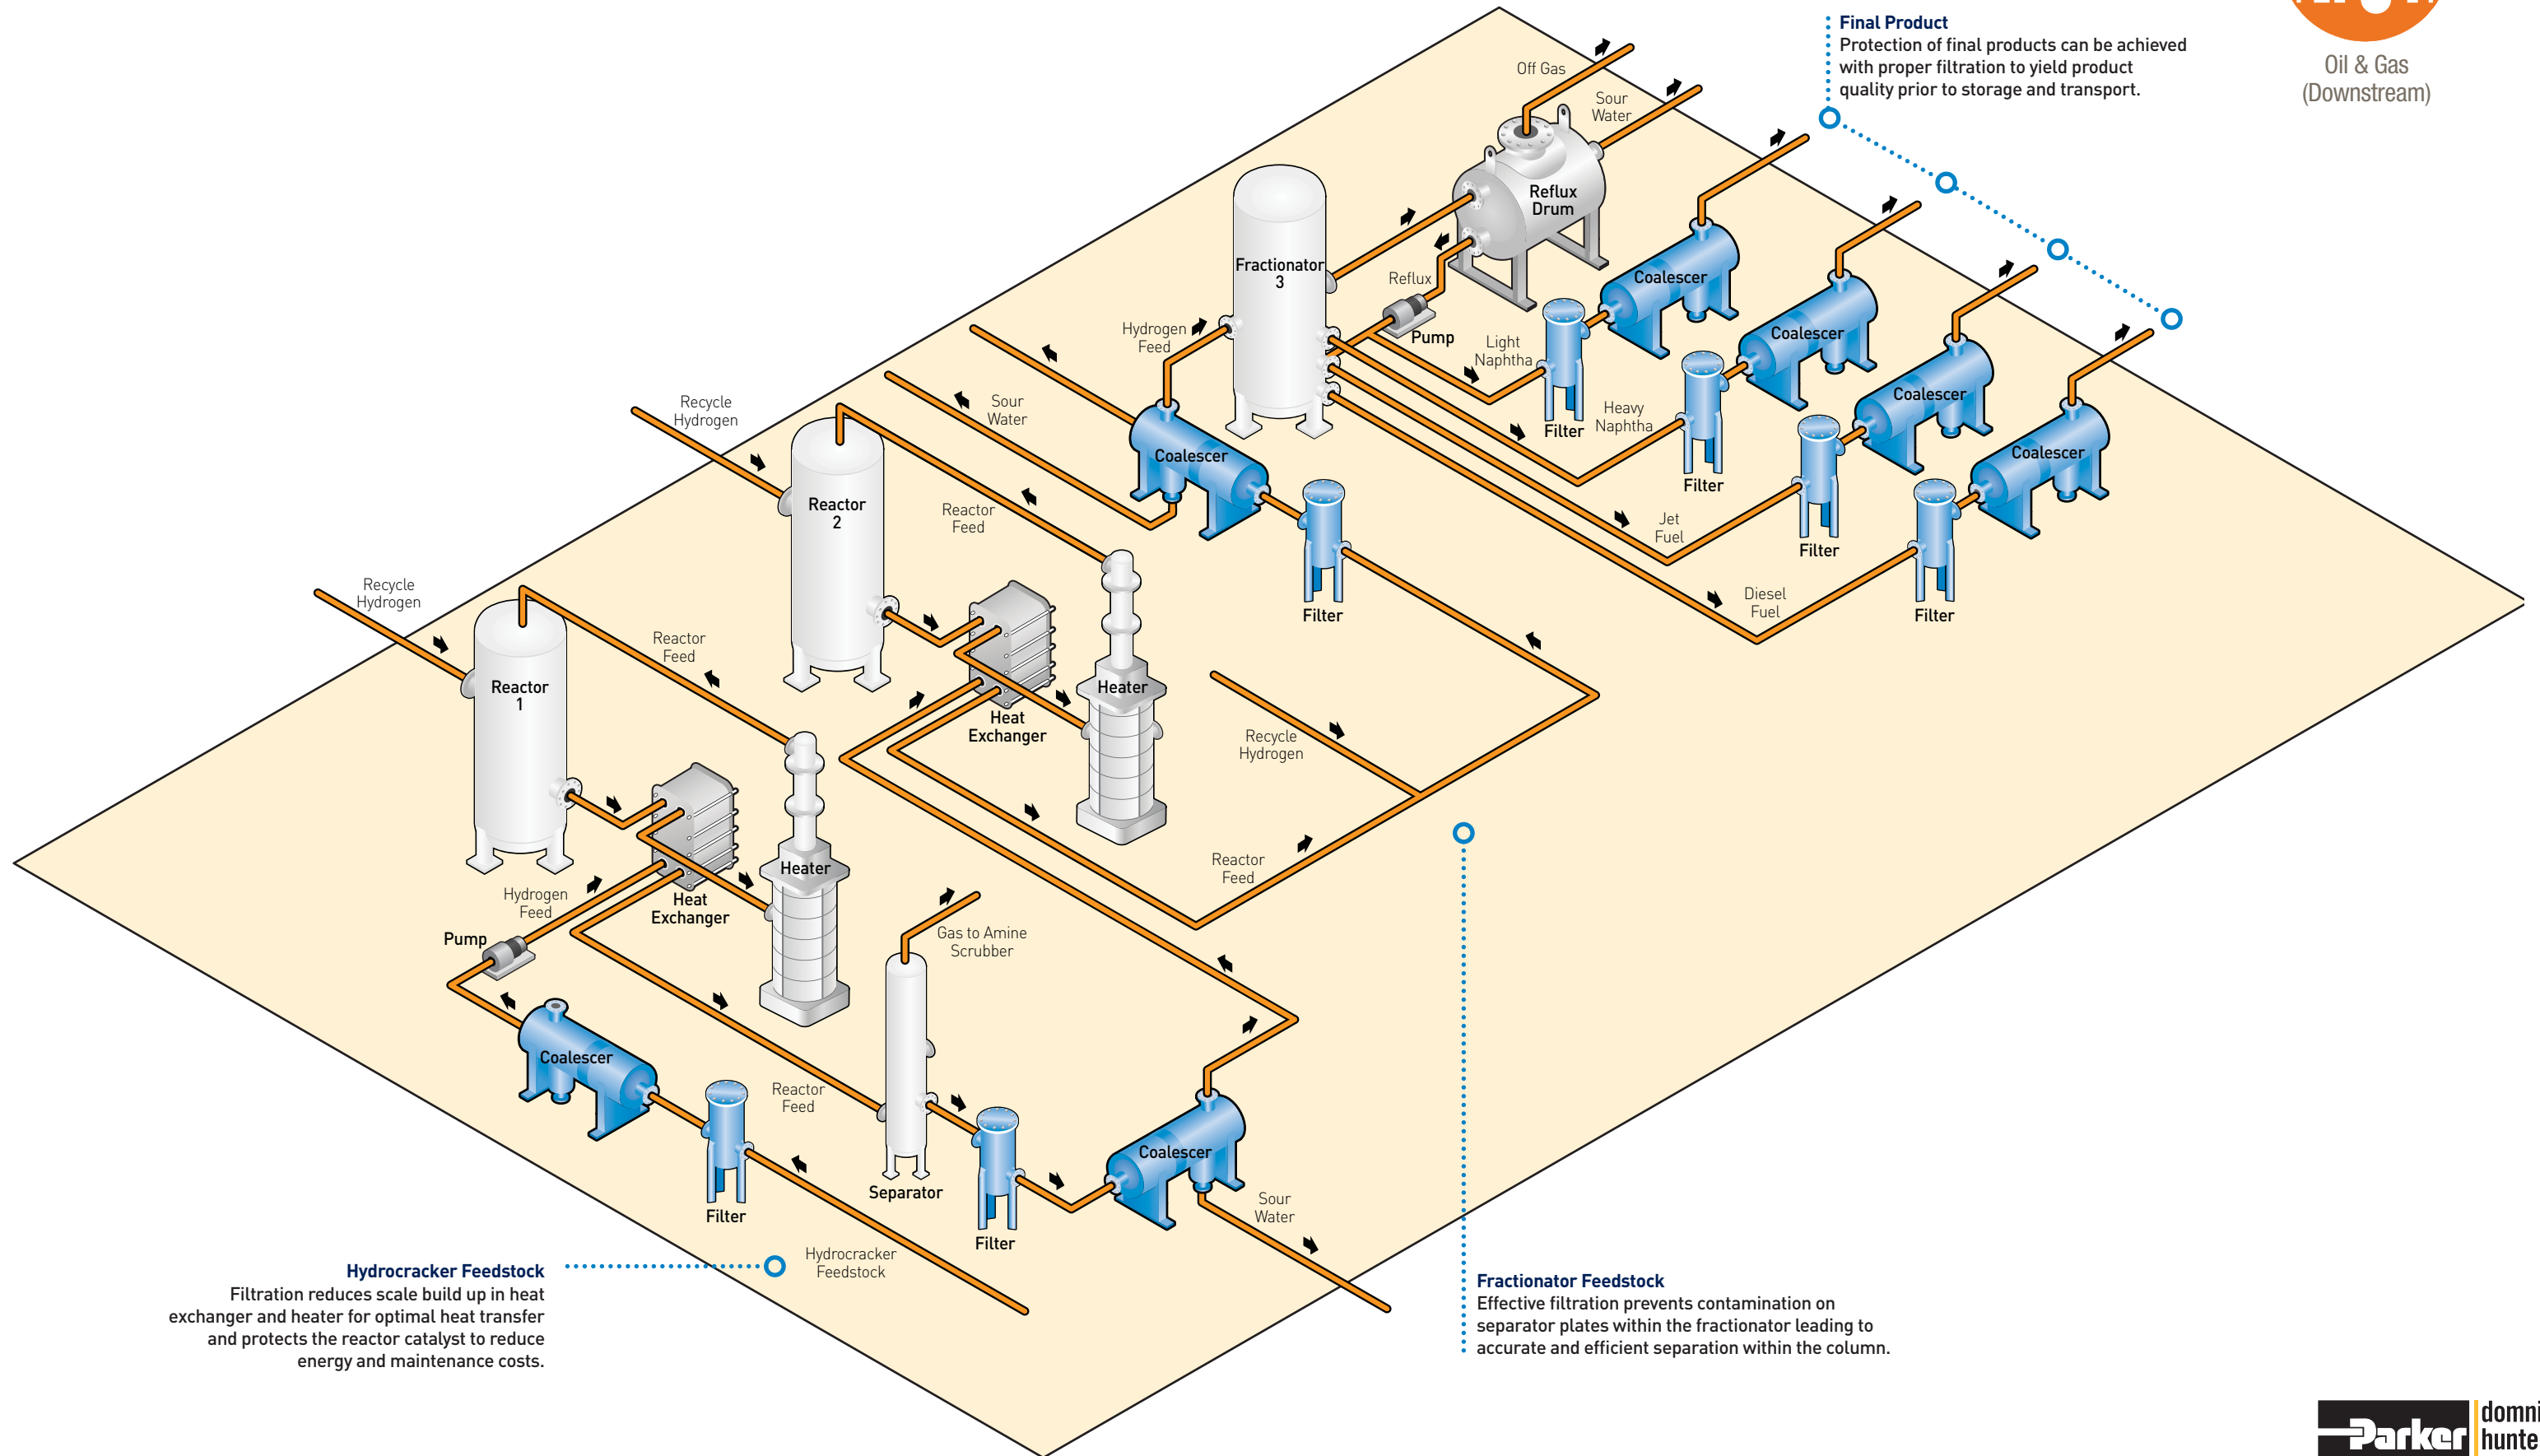 Final Product
Protection of final products can be achieved
with proper filtration to yield product
quality prior to storage and transport.
Oil & Gas
(Downstream)
Off Gas
Sour
Water
Reflux
Drum
Fractionator
3
Reflux
Pump
Coalescer
Coalescer
Coalescer
Coalescer
Light
Naphtha
Filter
Heavy
Naphtha
Filter
Jet
Fuel
Filter
Diesel
Fuel
Filter
Hydrogen
Feed
Sour
Water
Coalescer
Filter
Recycle
Hydrogen
Reactor
2
Reactor
Feed
Heat
Exchanger
Heater
Recycle
Hydrogen
Reactor
Feed
Recycle
Hydrogen
Reactor
1
Reactor
Feed
Heat
Exchanger
Heater
Hydrogen
Feed
Pump
Coalescer
Filter
Reactor
Feed
Gas to Amine
Scrubber
Separator
Filter
Coalescer
Sour
Water
Hydrocracker
Feedstock
Hydrocracker Feedstock
Filtration reduces scale build up in heat
exchanger and heater for optimal heat transfer
and protects the reactor catalyst to reduce
energy and maintenance costs.
Fractionator Feedstock
Effective filtration prevents contamination on
separator plates within the fractionator leading to
accurate and efficient separation within the column.
Parker
domni
hunte